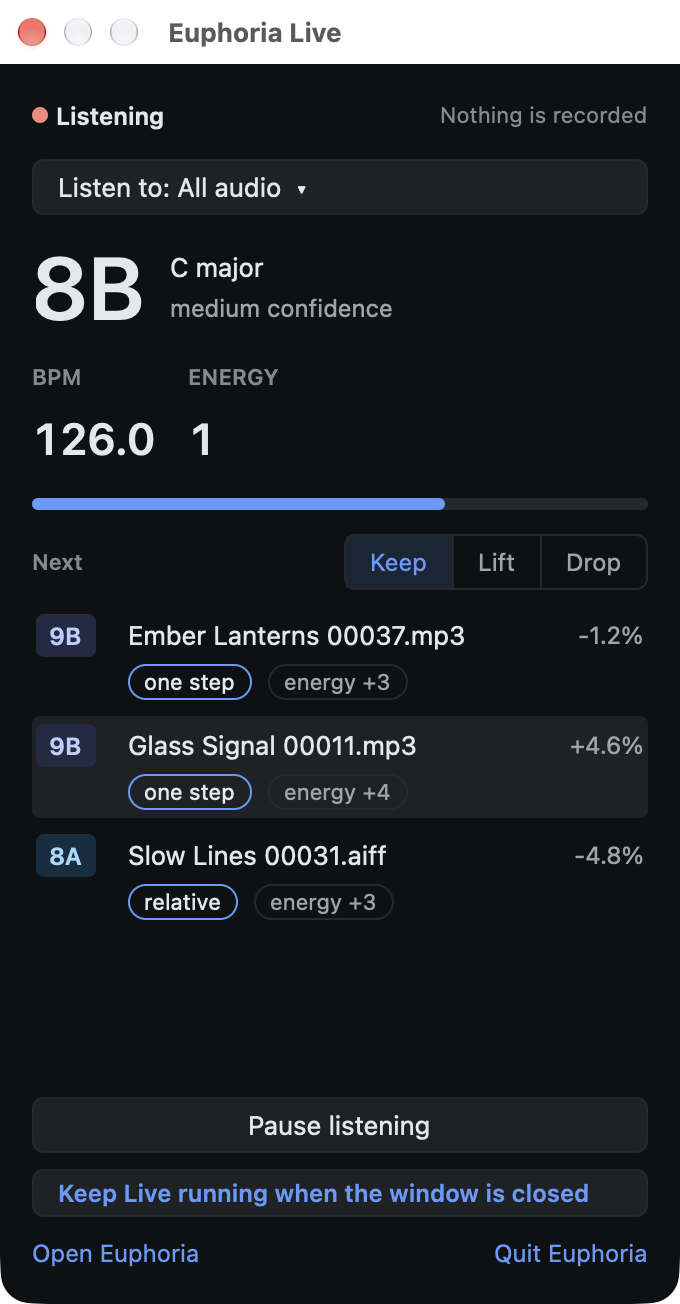 Euphoria Live
Listening
Nothing is recorded
Listen to: All audio ▾
8B
C major
medium confidence
BPM
ENERGY
126.0
1
Next
Keep
Lift
Drop
9B
Ember Lanterns 00037.mp3
-1.2%
one step
energy +3
9B
Glass Signal 00011.mp3
+4.6%
one step
energy +4
8A
Slow Lines 00031.aiff
-4.8%
relative
energy +3
Pause listening
Keep Live running when the window is closed
Open Euphoria
Quit Euphoria